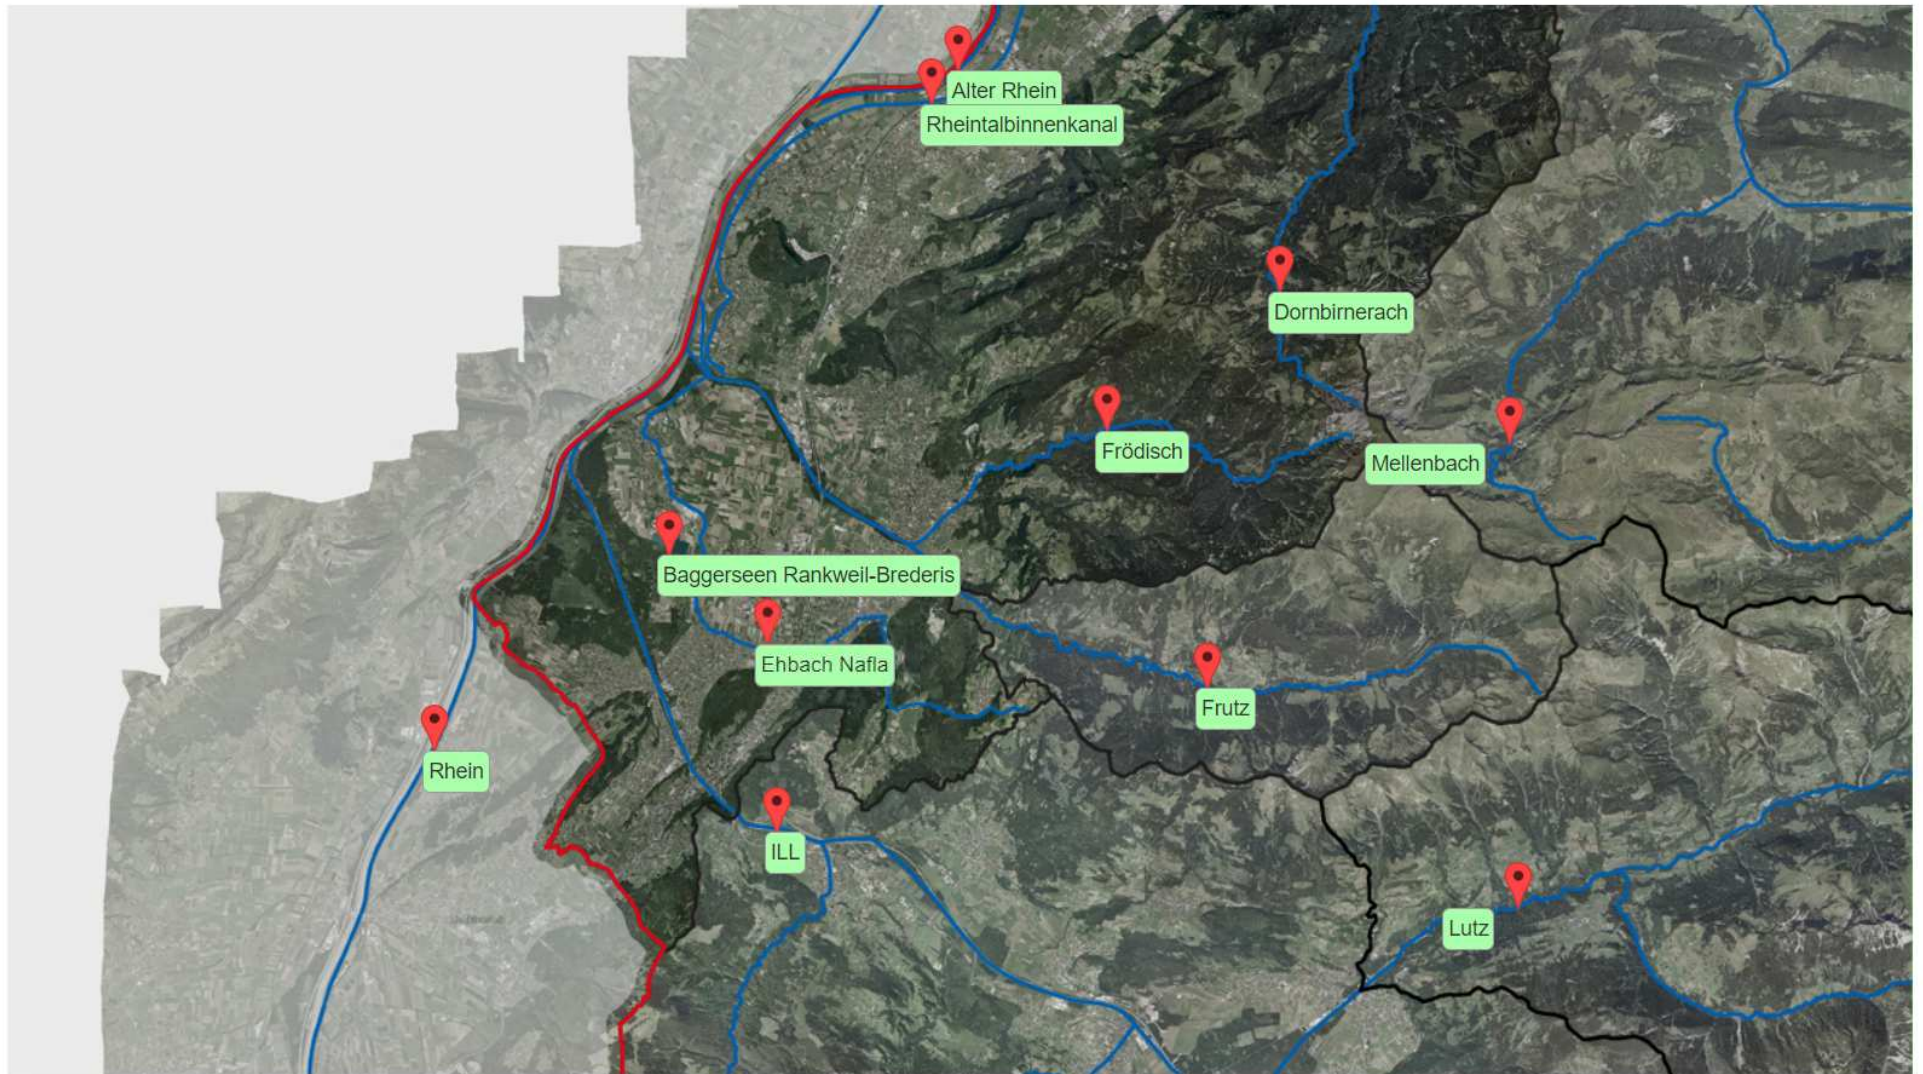 Alter Rhein
Rheintalbinnenkanal
Dornbirnerach
Frödisch
Mellenbach
Baggerseen Rankweil-Brederis
Ehbach Nafla
Frutz
Rhein
ILL
Lutz